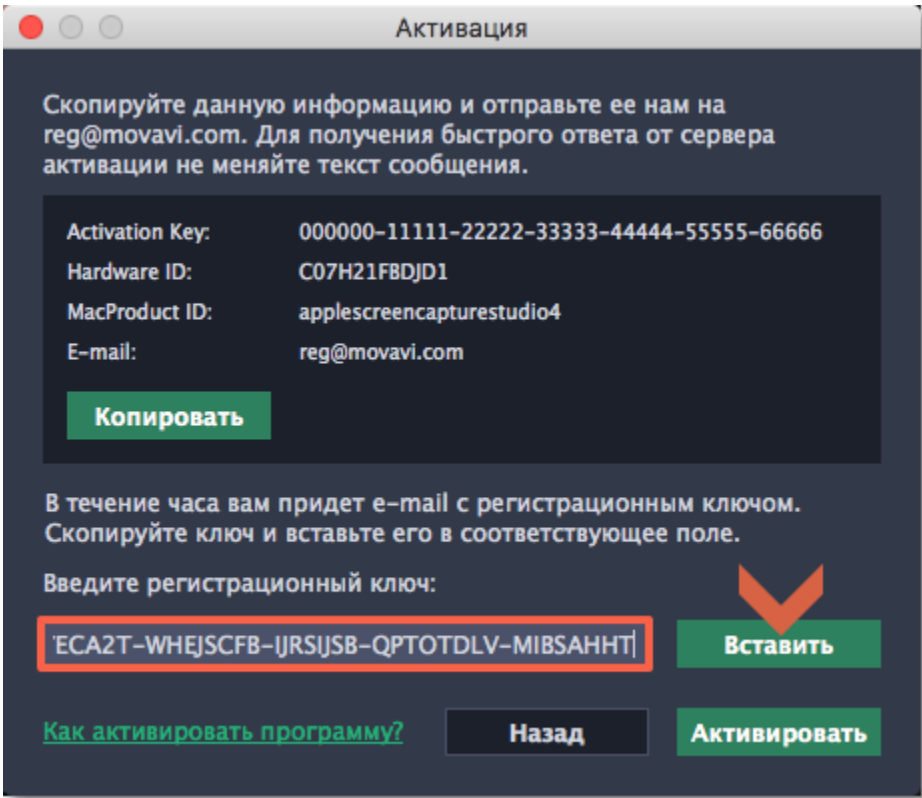 Активация
Скопируйте данную информацию и отправьте ее нам на
reg@movavi.com. Для получения быстрого ответа от сервера
активации не меняйте текст сообщения.
Activation Key: 000000-11111-22222-33333-44444-55555-66666
Hardware ID: C07H21FBDJD1
MacProduct ID: applescreencapturestudio4
E-mail: reg@movavi.com
Копировать
В течение часа вам придет e-mail с регистрационным ключом.
Скопируйте ключ и вставьте его в соответствующее поле.
Введите регистрационный ключ:
ECA2T-WHEJSCFB-IJRSIJSB-QPTOTDLV-MIBSAHHT Вставить
Как активировать программу? Назад Активировать